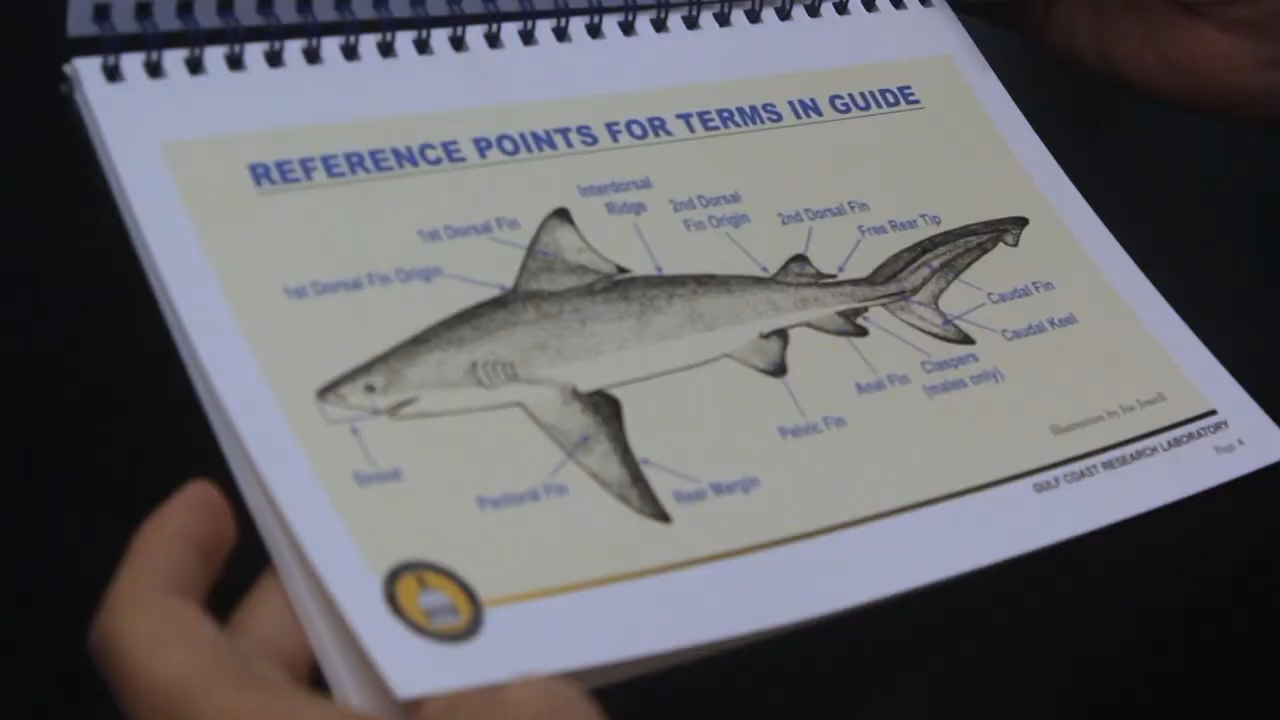 REFERENCE POINTS FOR TERMS IN GUIDE
Interdorsal
Ridge
2nd Dorsal
Fin Origin
2nd Dorsal Fin
Free Rear Tip
1st Dorsal Fin
1st Dorsal Fin Origin
Caudal Fin
Caudal Keel
Claspers
(males only)
Anal Fin
Pelvic Fin
Snout
Pectoral Fin
Rear Margin
Illustration by Joe
GULF COAST RESEARCH LABORATORY
Page 4